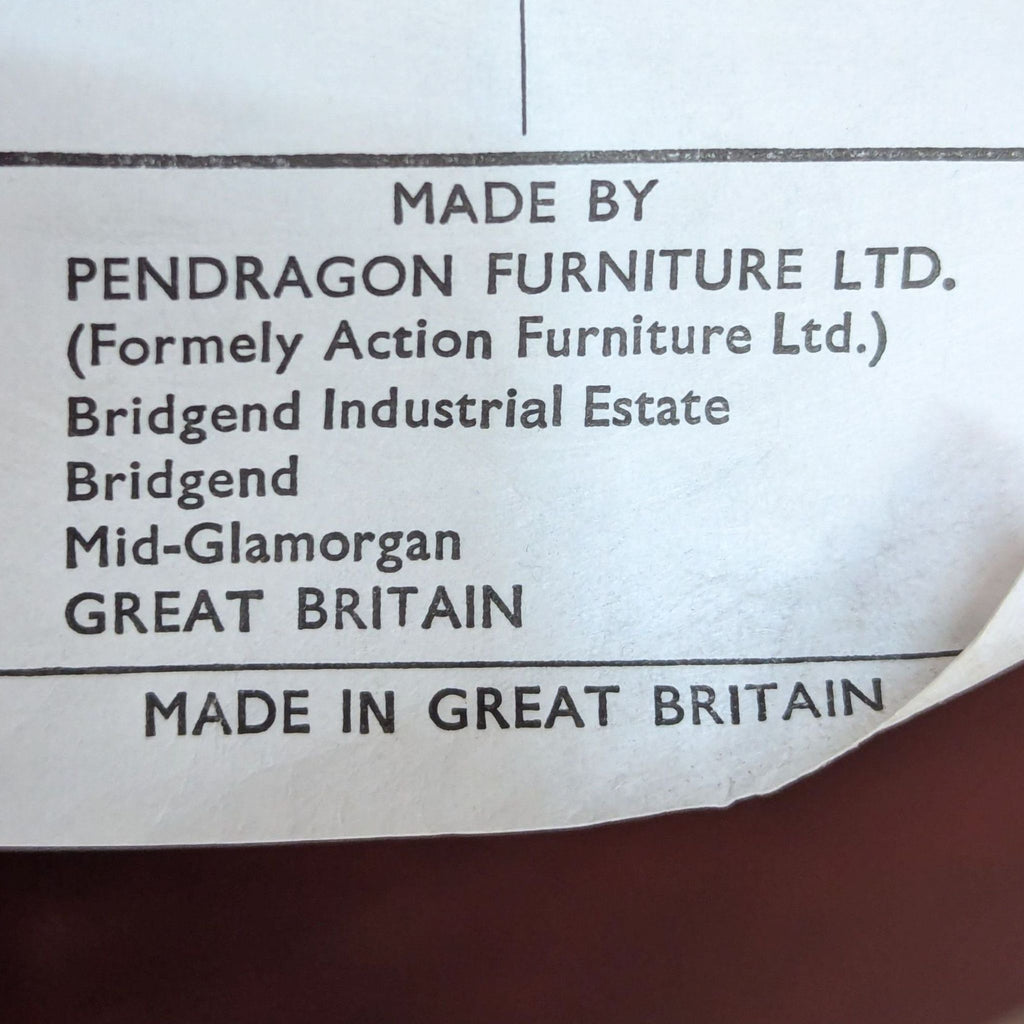 MADE BY
PENDRAGON FURNITURE LTD.
(Formely Action Furniture Ltd.)
Bridgend Industrial Estate
Bridgend
Mid-Glamorgan
GREAT BRITAIN
MADE IN GREAT BRITAIN